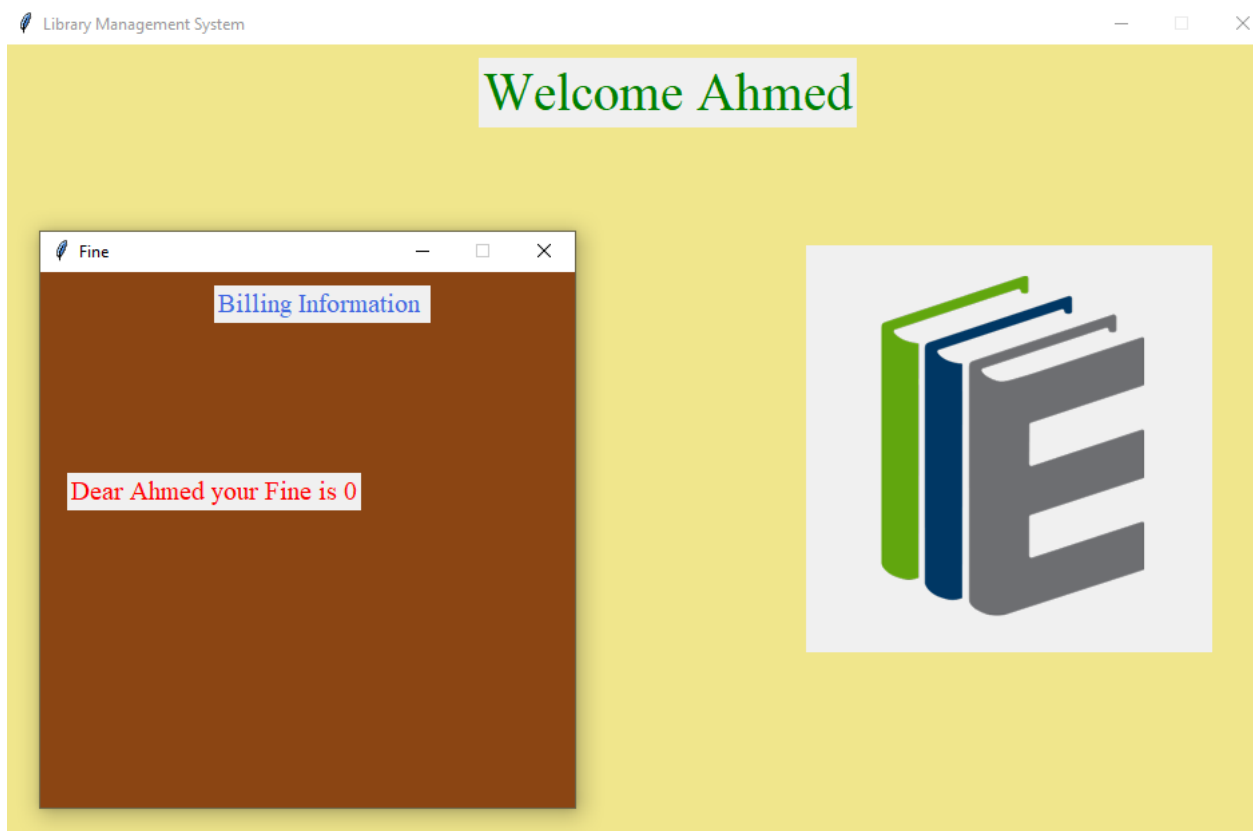 Library Management System
Welcome Ahmed
Fine
Billing Information
Dear Ahmed your Fine is 0
E